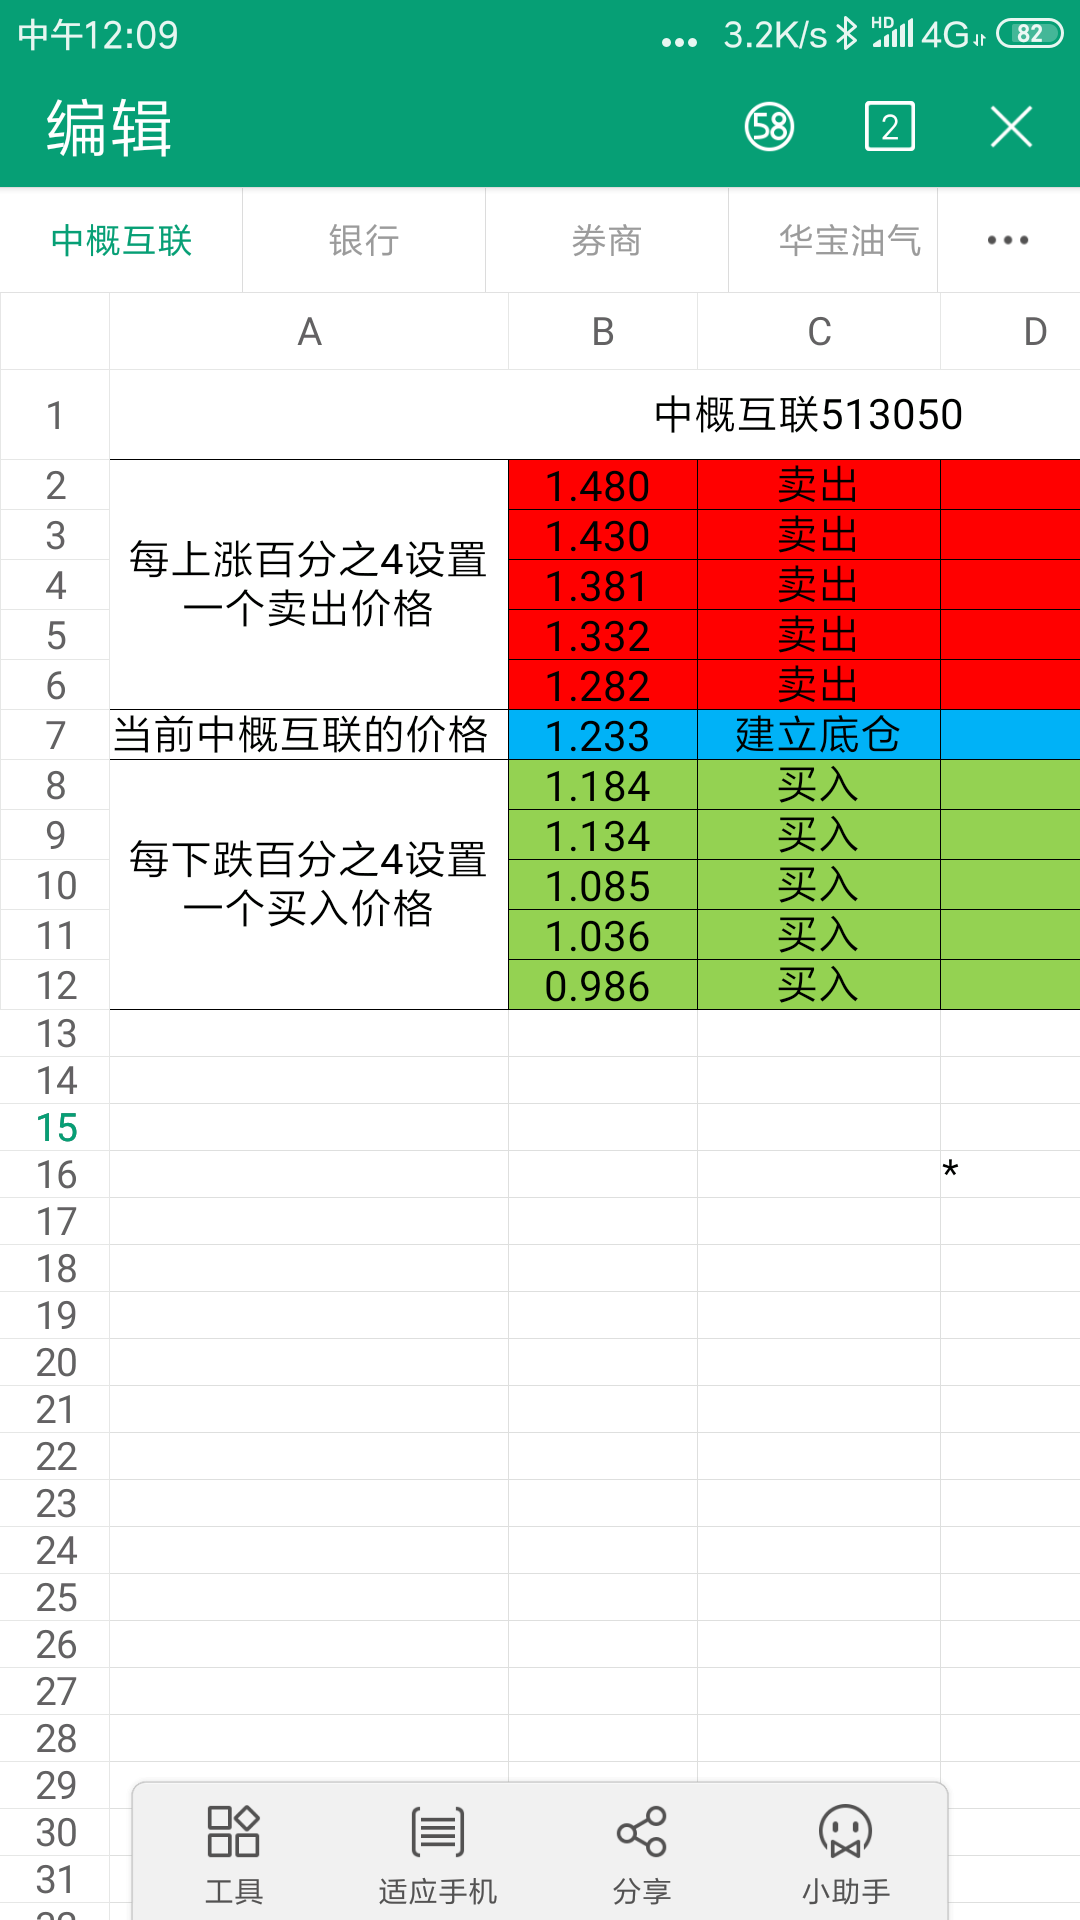 中午12:09 ... 3.2K/s HD 4G 82
编辑 58 2
中概互联 银行 券商 华宝油气 ...
A B C D
1 中概互联513050
2 1.480 卖出
3 每上涨百分之4设置 1.430 卖出
4 一个卖出价格 1.381 卖出
5 1.332 卖出
6 1.282 卖出
7 当前中概互联的价格 1.233 建立底仓
8 1.184 买入
9 每下跌百分之4设置 1.134 买入
10 一个买入价格 1.085 买入
11 1.036 买入
12 0.986 买入
13
14
15
16 *
17
18
19
20
21
22
23
24
25
26
27
28
29
30
31
工具 适应手机 分享 小助手